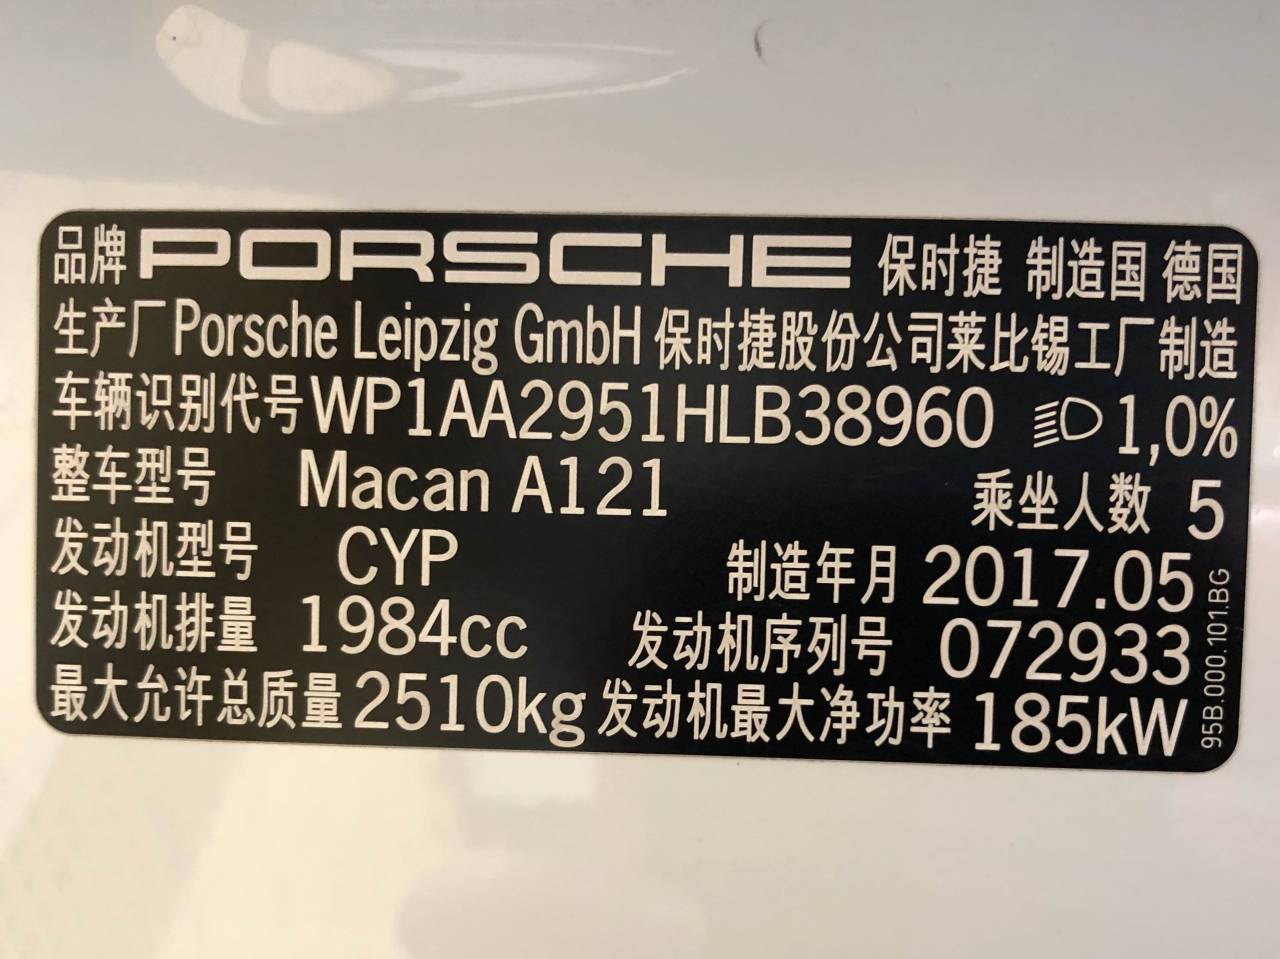 品牌 PORSCHE 保时捷 制造国 德国
生产厂 Porsche Leipzig GmbH 保时捷股份公司莱比锡工厂 制造
车辆识别代号 WP1AA2951HLB38960 1,0%
整车型号 Macan A121 乘坐人数 5
发动机型号 CYP 制造年月 2017.05
发动机排量 1984cc 发动机序列号 072933
最大允许总质量 2510kg 发动机最大净功率 185kW
95B.000.101.BG